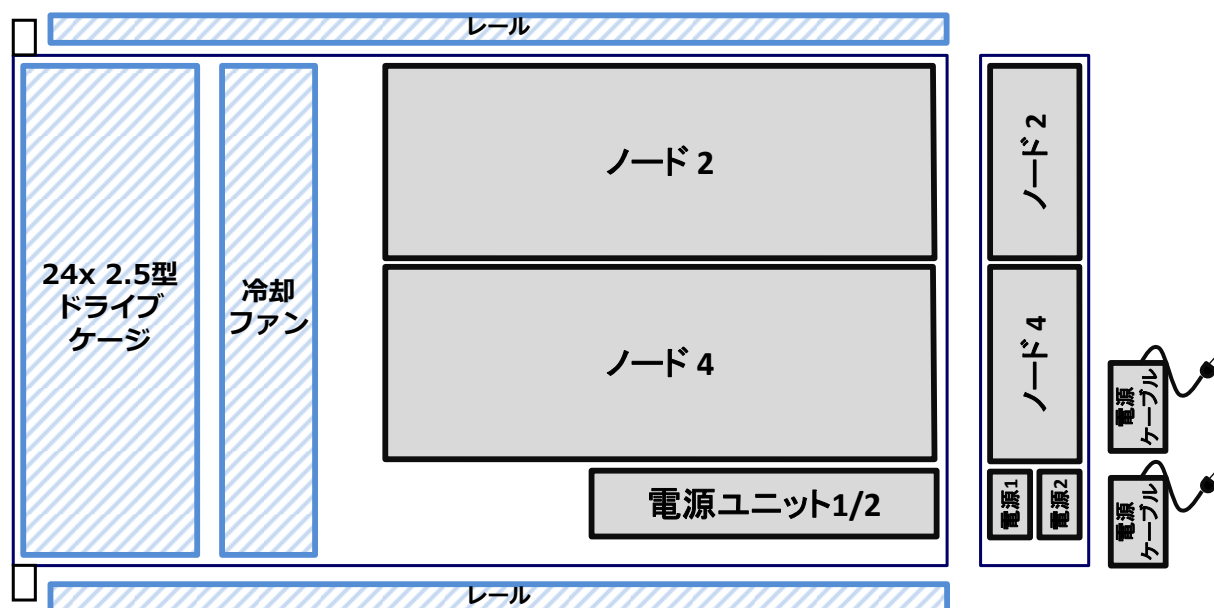 レール
24x 2.5型
ドライブ
ケージ
冷却
ファン
ノード 2
ノード 4
電源ユニット1/2
ノード 2
ノード 4
電源1
電源2
電源
ケーブル
電源
ケーブル
レール